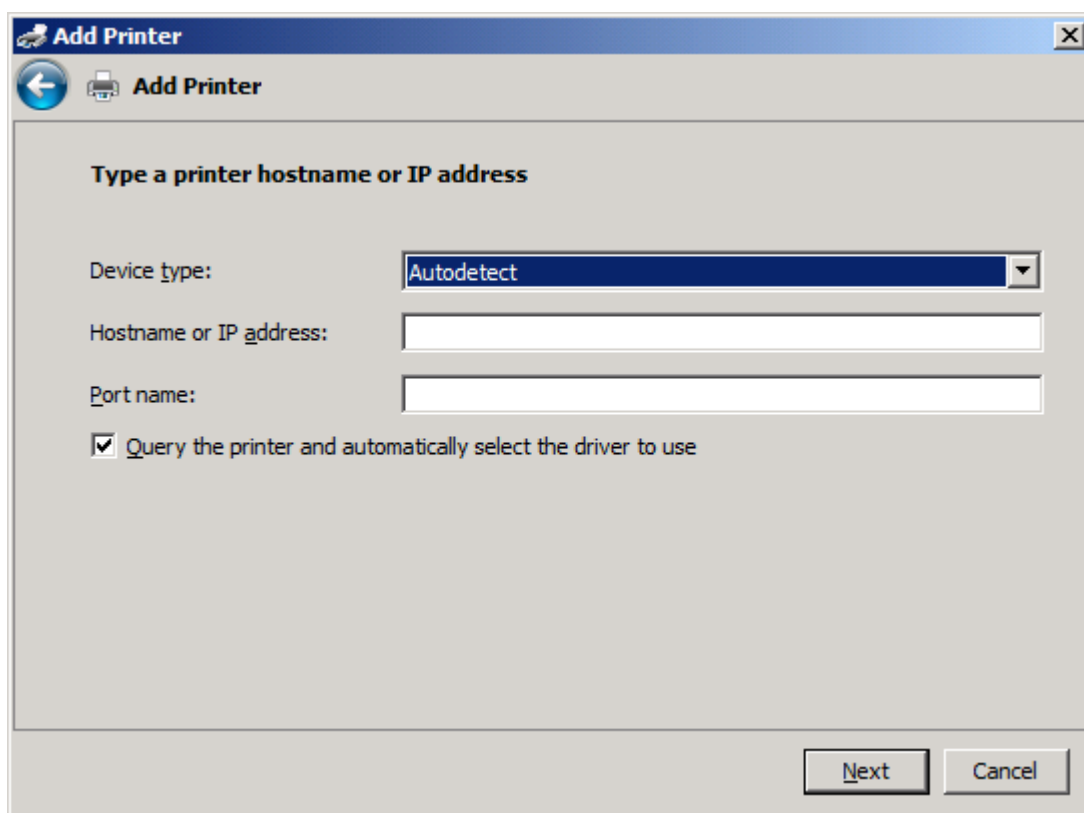 Add Printer
Add Printer
Type a printer hostname or IP address
Device type: Autodetect
Hostname or IP address:
Port name:
Query the printer and automatically select the driver to use
Next Cancel